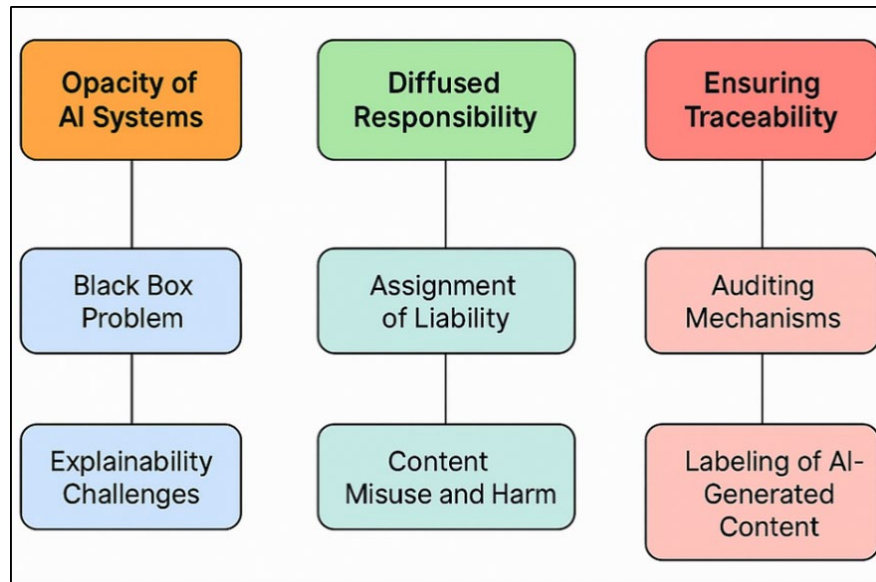 Opacity of
AI Systems
Black Box
Problem
Explainability
Challenges
Diffused
Responsibility
Assignment
of Liability
Content
Misuse and Harm
Ensuring
Traceability
Auditing
Mechanisms
Labeling of AI-
Generated
Content